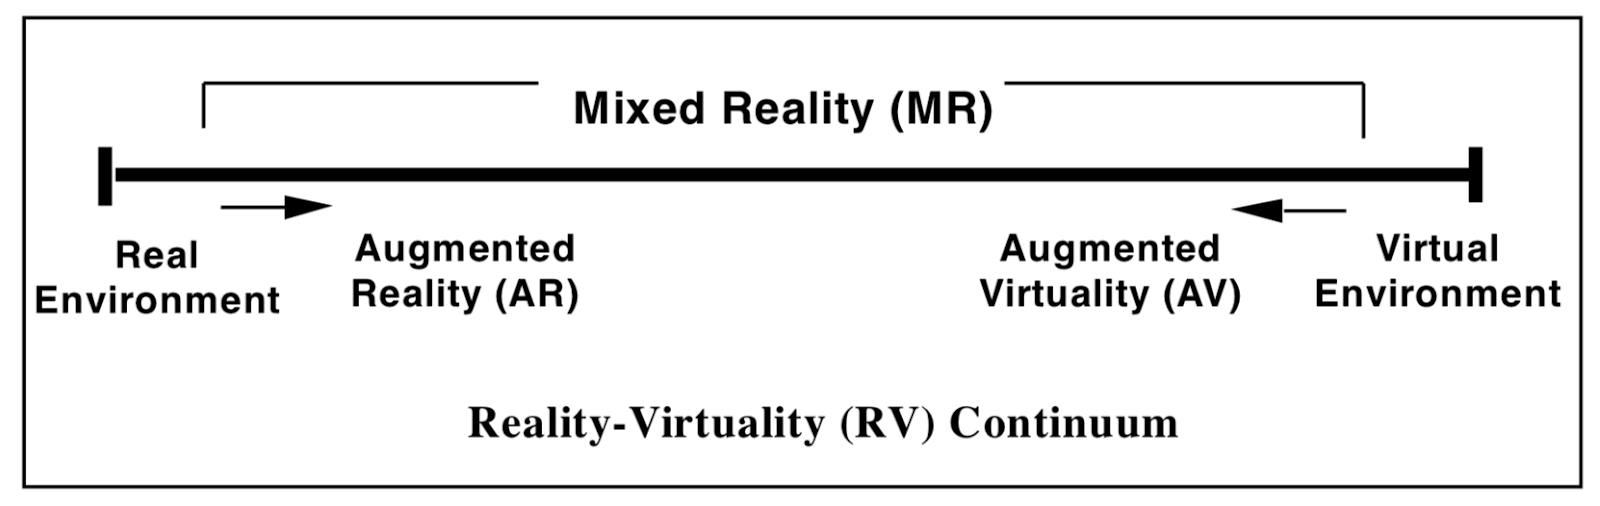 Mixed Reality (MR)
Real
Environment
Augmented
Reality (AR)
Augmented
Virtuality (AV)
Virtual
Environment
Reality-Virtuality (RV) Continuum